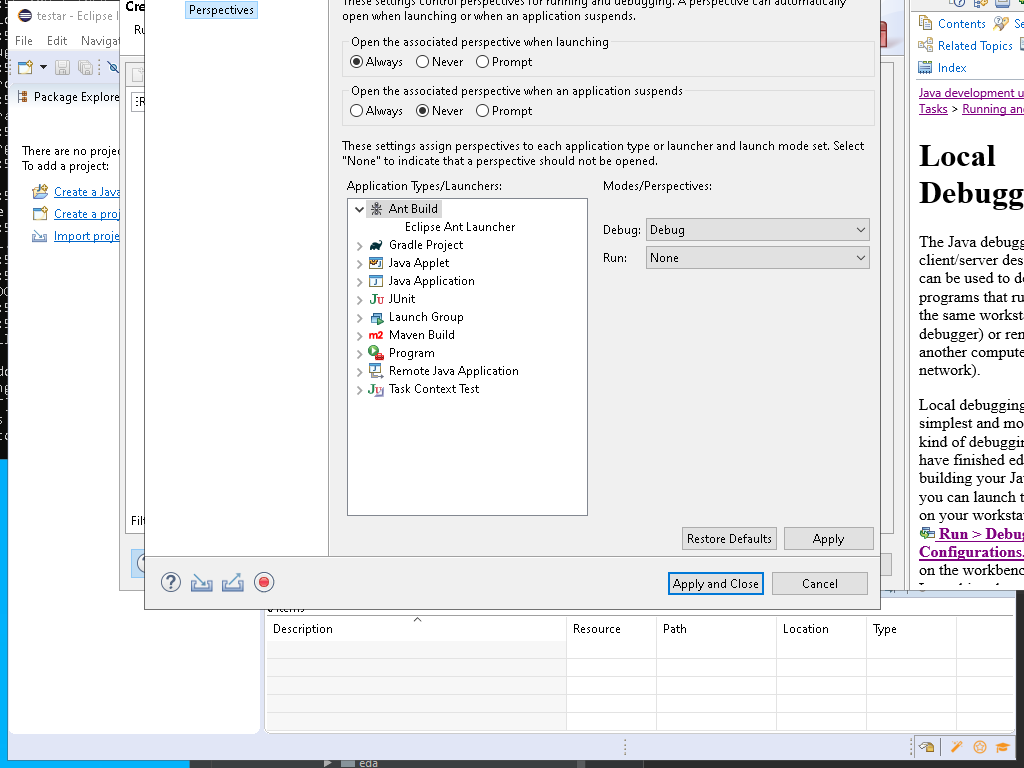 testar - Eclipse I
File Edit Navigat
Package Explore
There are no projec
To add a project:
Create a Java
Create a proj
Import proje
Cre
Ru
Filt
Perspectives
These settings control perspectives for running and debugging. A perspective can automatically
open when launching or when an application suspends.
Open the associated perspective when launching
Always Never Prompt
Open the associated perspective when an application suspends
Always Never Prompt
These settings assign perspectives to each application type or launcher and launch mode set. Select
"None" to indicate that a perspective should not be opened.
Application Types/Launchers:
Modes/Perspectives:
Ant Build
Eclipse Ant Launcher
Gradle Project
Java Applet
Java Application
JUnit
Launch Group
Maven Build
Program
Remote Java Application
Task Context Test
Debug: Debug
Run: None
Restore Defaults Apply
Apply and Close Cancel
Contents Se
Related Topics
Index
Java development u
Tasks > Running and
Local
Debugg
The Java debugg
client/server des
can be used to de
programs that ru
the same worksta
debugger) or rem
another compute
network).
Local debugging
simplest and mo
kind of debuggin
have finished edi
building your Jav
you can launch t
on your workstat
Run > Debug
Configurations.
on the workbenc
0 items
Description Resource Path Location Type
eda